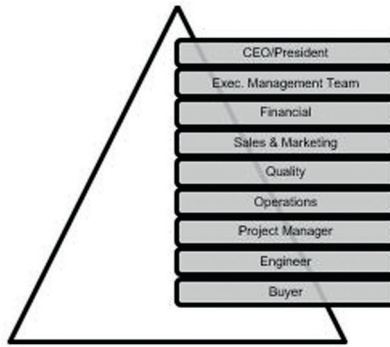 CEO/President
Exec. Management Team
Financial
Sales & Marketing
Quality
Operations
Project Manager
Engineer
Buyer